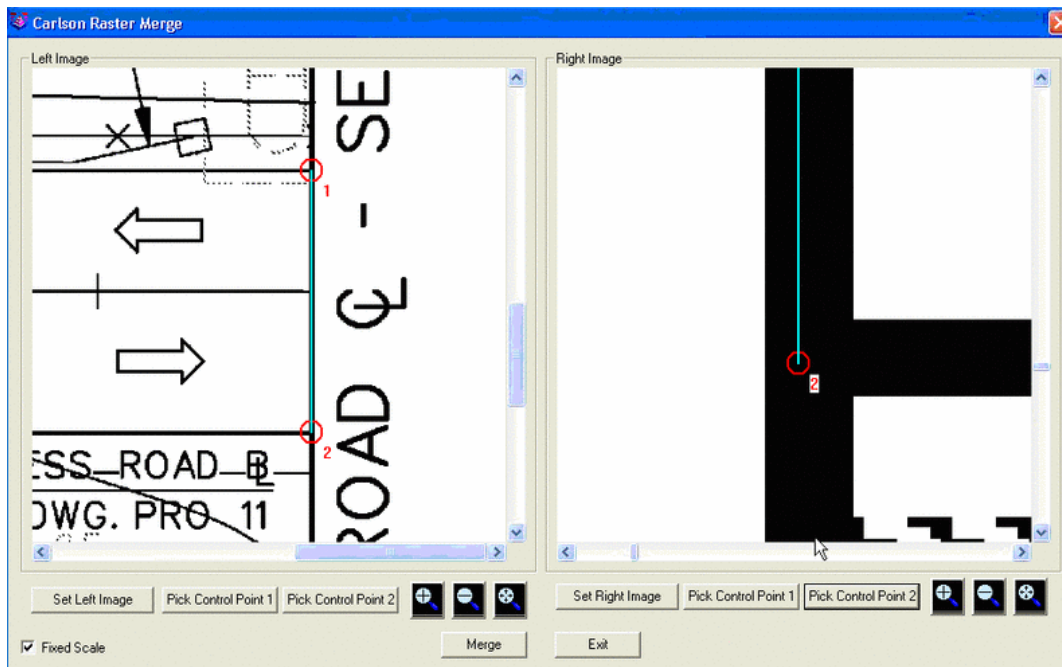 Carlson Raster Merge
Left Image
Right Image
1
2
ROAD ℄ - SE
ESS ROAD ℄
DWG. PRO 11
2
Set Left Image
Pick Control Point 1
Pick Control Point 2
Set Right Image
Pick Control Point 1
Pick Control Point 2
Fixed Scale
Merge
Exit